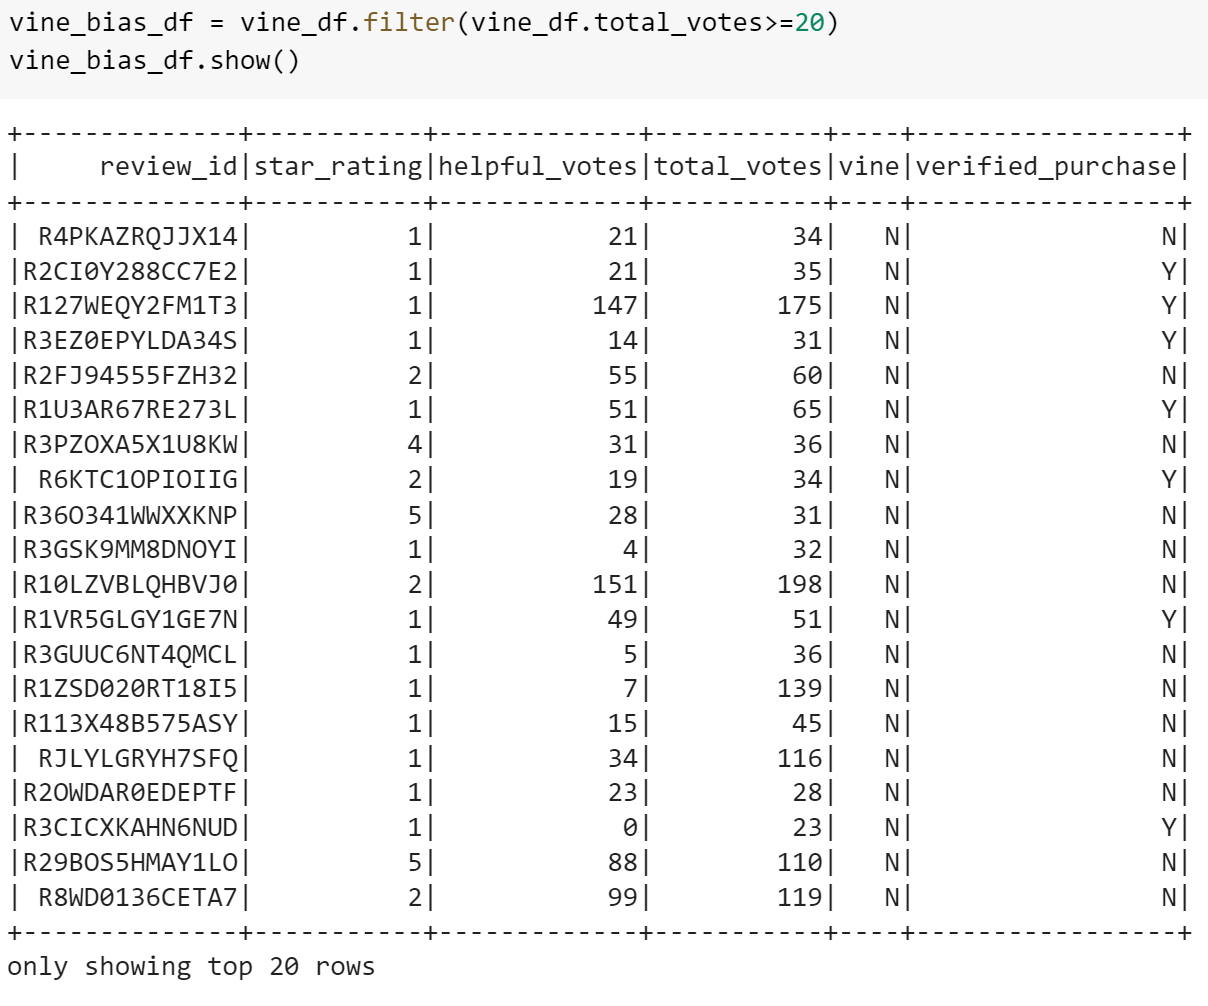 vine_bias_df = vine_df.filter(vine_df.total_votes>=20)
vine_bias_df.show()
+--------------+-----------+-------------+-----------+----+-----------------+
|     review_id|star_rating|helpful_votes|total_votes|vine|verified_purchase|
+--------------+-----------+-------------+-----------+----+-----------------+
| R4PKAZRQJJX14|          1|           21|         34|   N|                N|
|R2CI0Y288CC7E2|          1|           21|         35|   N|                Y|
|R127WEQY2FM1T3|          1|          147|        175|   N|                Y|
|R3EZ0EPYLDA34S|          1|           14|         31|   N|                Y|
|R2FJ94555FZH32|          2|           55|         60|   N|                N|
|R1U3AR67RE273L|          1|           51|         65|   N|                Y|
|R3PZOXA5X1U8KW|          4|           31|         36|   N|                N|
| R6KTC1OPIOIIG|          2|           19|         34|   N|                Y|
|R36O341WWXXKNP|          5|           28|         31|   N|                N|
|R3GSK9MM8DNOYI|          1|            4|         32|   N|                N|
|R10LZVBLQHBVJ0|          2|          151|        198|   N|                N|
|R1VR5GLGY1GE7N|          1|           49|         51|   N|                Y|
|R3GUUC6NT4QMCL|          1|            5|         36|   N|                N|
|R1ZSD020RT18I5|          1|            7|        139|   N|                N|
|R113X48B575ASY|          1|           15|         45|   N|                N|
| RJLYLGRYH7SFQ|          1|           34|        116|   N|                N|
|R2OWDAR0EDEPTF|          1|           23|         28|   N|                N|
|R3CICXKAHN6NUD|          1|            0|         23|   N|                Y|
|R29BOS5HMAY1LO|          5|           88|        110|   N|                N|
| R8WD0136CETA7|          2|           99|        119|   N|                N|
+--------------+-----------+-------------+-----------+----+-----------------+
only showing top 20 rows